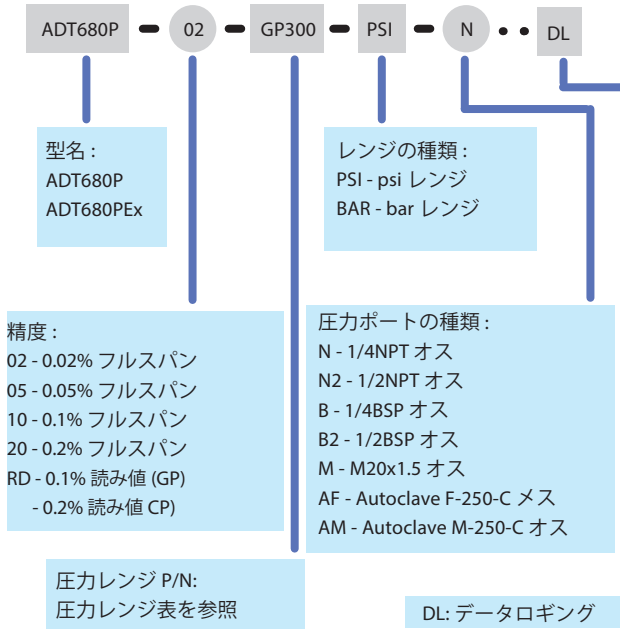 ADT680P - 02 - GP300 - PSI - N • • DL
型名 :
ADT680P
ADT680PEx
レンジの種類 :
PSI - psi レンジ
BAR - bar レンジ
精度 :
02 - 0.02% フルスパン
05 - 0.05% フルスパン
10 - 0.1% フルスパン
20 - 0.2% フルスパン
RD - 0.1% 読み値 (GP)
- 0.2% 読み値 CP)
圧力ポートの種類 :
N - 1/4NPT オス
N2 - 1/2NPT オス
B - 1/4BSP オス
B2 - 1/2BSP オス
M - M20x1.5 オス
AF - Autoclave F-250-C メス
AM - Autoclave M-250-C オス
圧力レンジ P/N:
圧力レンジ表を参照
DL: データロギング